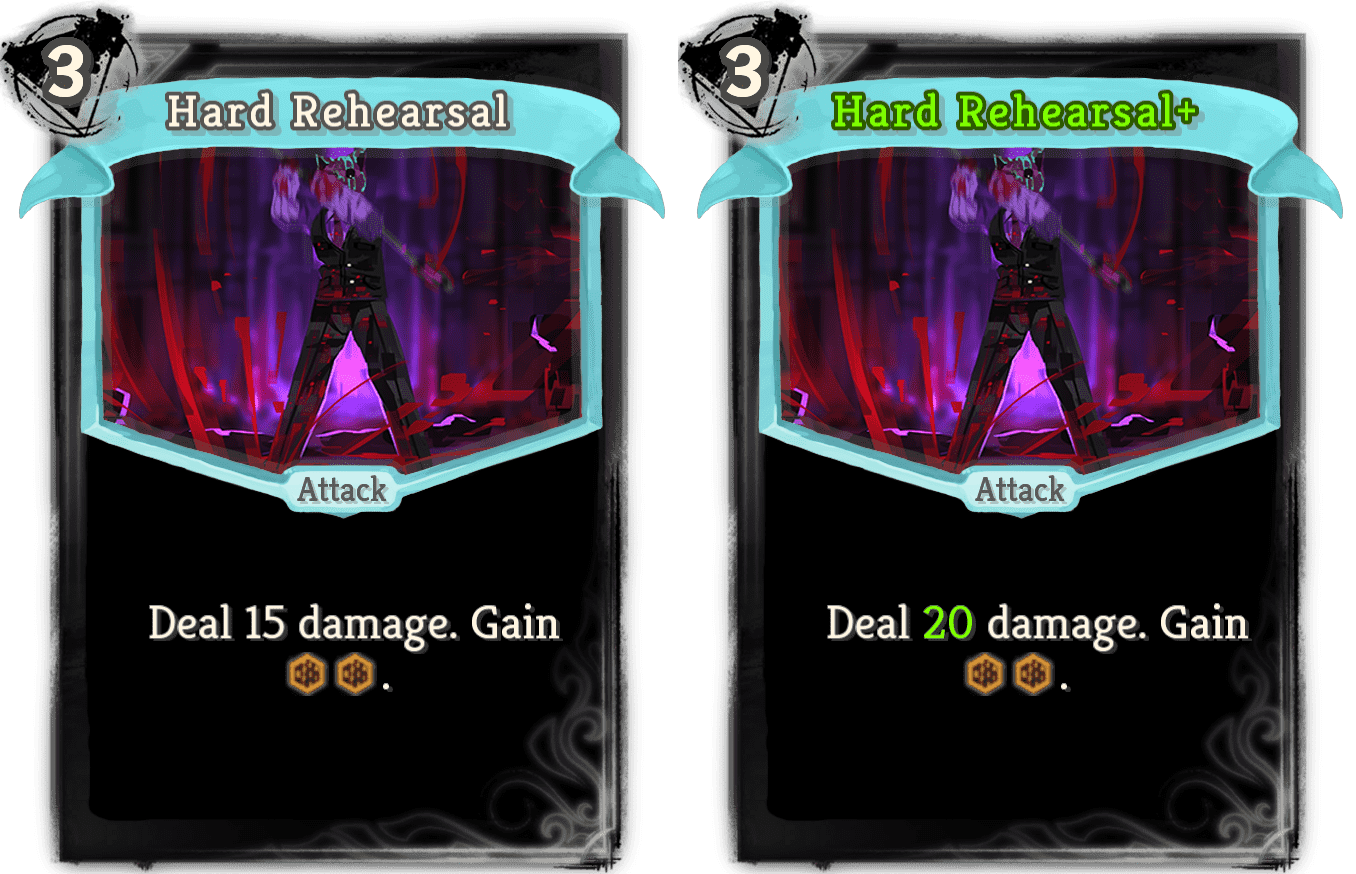 3
Hard Rehearsal
Attack
Deal 15 damage. Gain
.
3
Hard Rehearsal+
Attack
Deal 20 damage. Gain
.